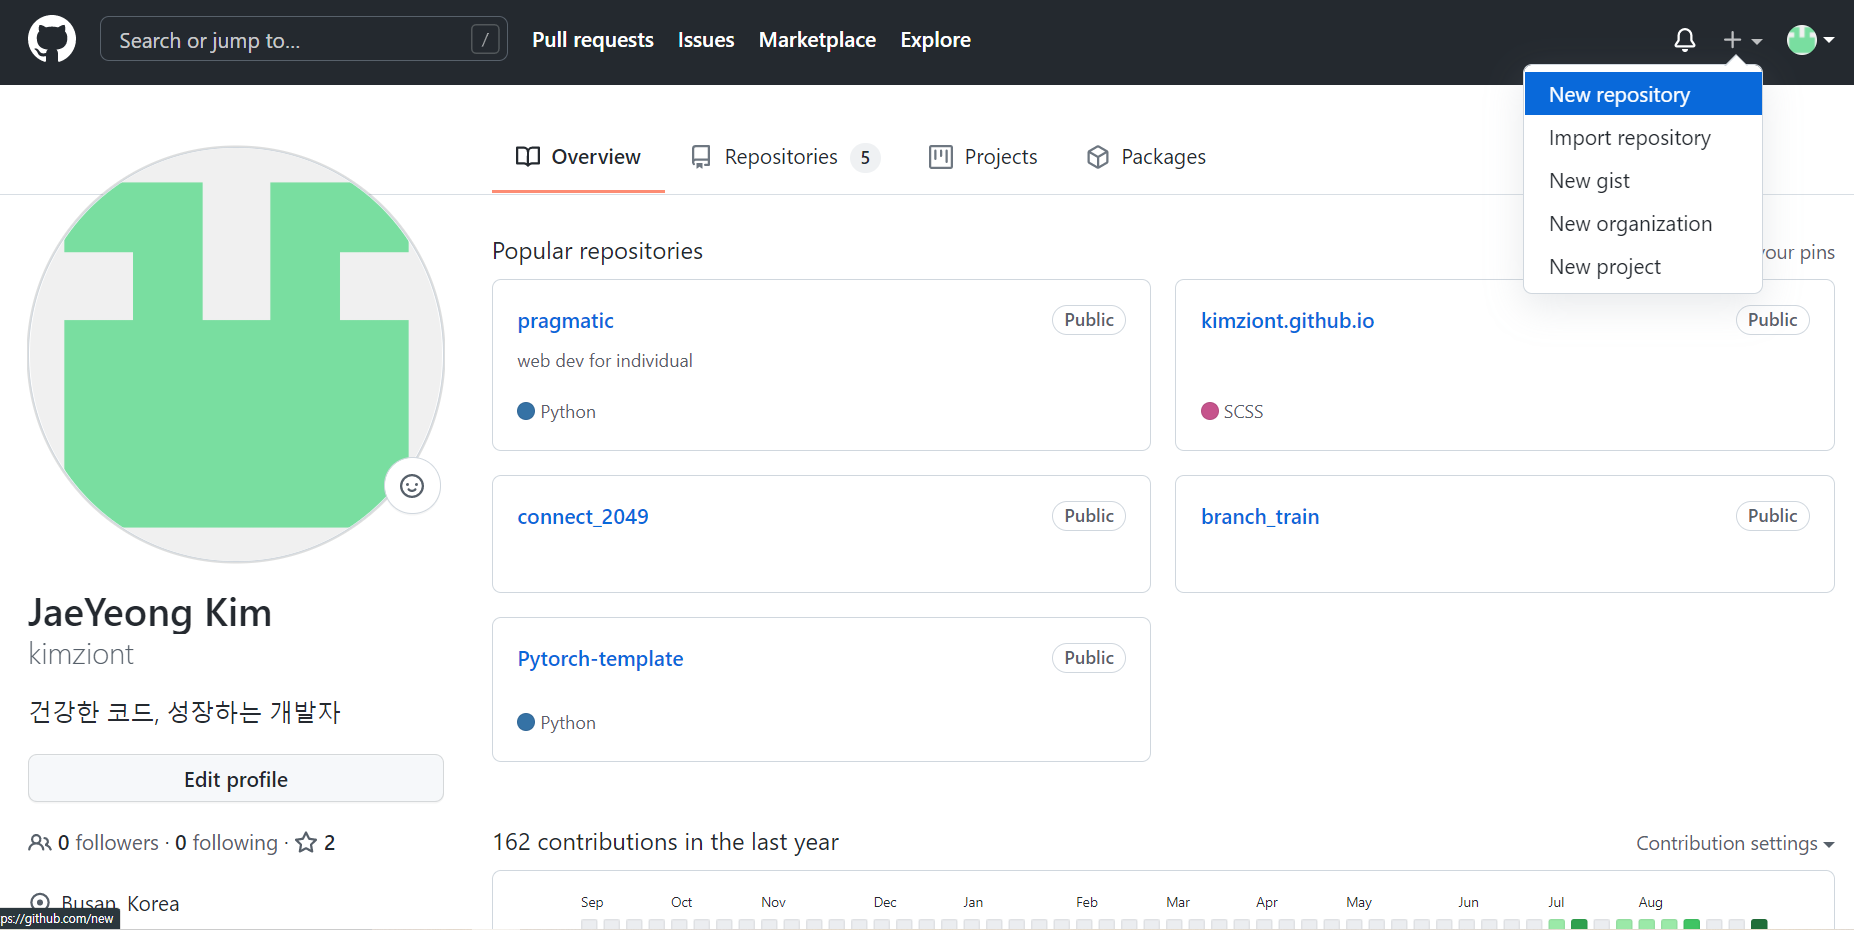 Search or jump to... /
Pull requests
Issues
Marketplace
Explore
New repository
Import repository
New gist
New organization
New project
Overview
Repositories 5
Projects
Packages
Popular repositories
your pins
pragmatic
Public
web dev for individual
Python
kimziont.github.io
Public
SCSS
connect_2049
Public
branch_train
Public
Pytorch-template
Public
Python
JaeYeong Kim
kimziont
건강한 코드, 성장하는 개발자
Edit profile
0 followers · 0 following · 2
Busan, Korea
ps://github.com/new
162 contributions in the last year
Contribution settings
Sep Oct Nov Dec Jan Feb Mar Apr May Jun Jul Aug